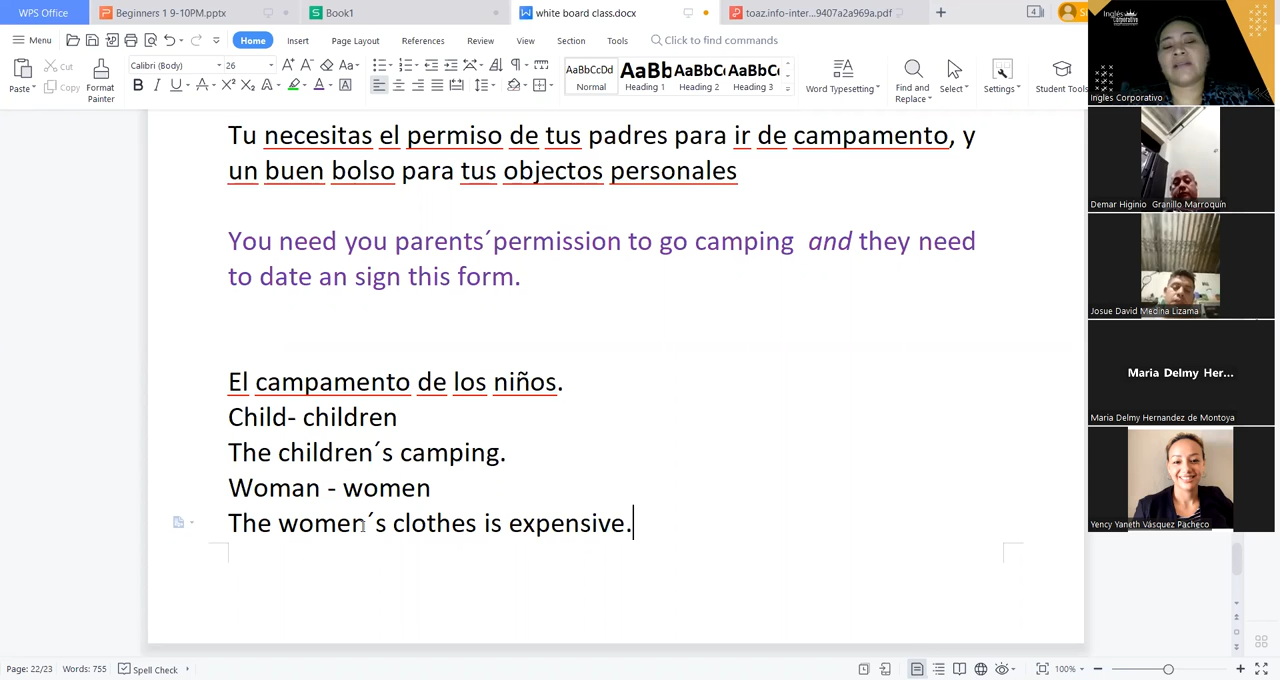 WPS Office Beginners 1 9-10PM.pptx Book1 white board class.docx toaz.info-inter...9407a2a969a.pdf 4
Menu Home Insert Page Layout References Review View Section Tools Click to find commands
Paste Cut Copy Format Painter Calibri (Body) 26 AaBbCcDd Normal Heading 1 Heading 2 Heading 3 Word Typesetting Find and Replace Select Settings Student Tools
Tu necesitas el permiso de tus padres para ir de campamento, y
un buen bolso para tus objectos personales
You need you parents´permission to go camping and they need
to date an sign this form.
El campamento de los niños.
Child- children
The children´s camping.
Woman - women
The women´s clothes is expensive.
Page: 22/23 Words: 755 Spell Check 100%
Inglés Corporativo
Ingles Corporativo
Demar Higinio Granillo Marroquín
Josue David Medina Lizama
Maria Delmy Her...
Maria Delmy Hernandez de Montoya
Yency Yaneth Vásquez Pacheco